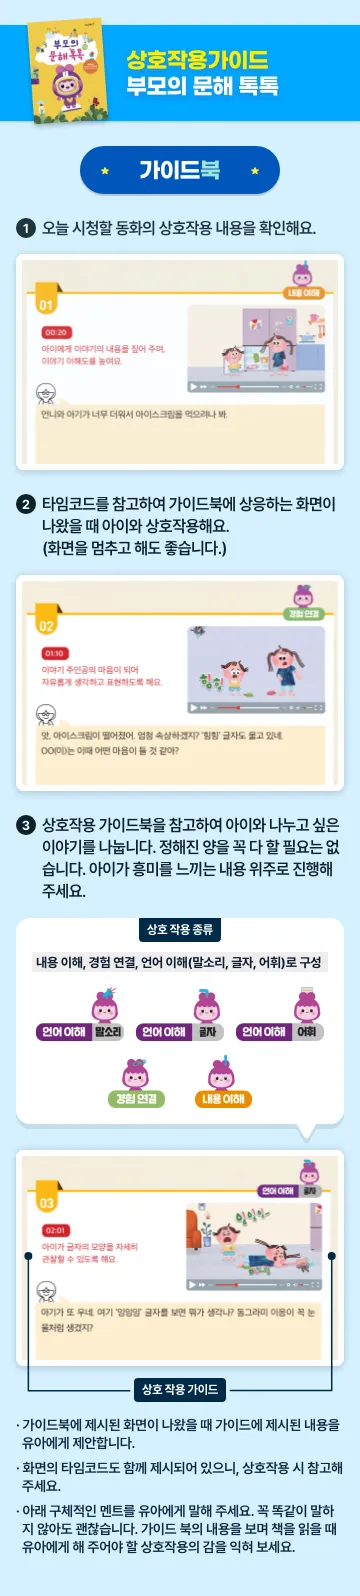 부모의
문해톡톡
상호작용가이드
부모의 문해 톡톡
가이드북
1 오늘 시청할 동화의 상호작용 내용을 확인해요.
내용 이해
01
00:20
아이에게 이야기의 내용을 짚어 주며,
이야기 이해도를 높여요.
언니와 아기가 너무 더워서 아이스크림을 먹으려나 봐.
2 타임코드를 참고하여 가이드북에 상응하는 화면이
나왔을 때 아이와 상호작용해요.
(화면을 멈추고 해도 좋습니다.)
경험 연결
02
01:10
이야기 주인공의 마음이 되어
자유롭게 생각하고 표현하도록 해요.
힝힝
앗, 아이스크림이 떨어졌어. 엄청 속상하겠지? '힝힝' 글자도 울고 있네.
OO(이)는 이때 어떤 마음이 들 것 같아?
3 상호작용 가이드북을 참고하여 아이와 나누고 싶은
이야기를 나눕니다. 정해진 양을 꼭 다 할 필요는 없
습니다. 아이가 흥미를 느끼는 내용 위주로 진행해
주세요.
상호 작용 종류
내용 이해, 경험 연결, 언어 이해(말소리, 글자, 어휘)로 구성
언어 이해 말소리
언어 이해 글자
언어 이해 어휘
경험 연결
내용 이해
언어 이해 글자
03
02:01
아이가 글자의 모양을 자세히
관찰할 수 있도록 해요.
앙앙앙
아기가 또 우네. 여기 '앙앙앙' 글자를 보면 뭐가 생각나? 동그라미 이응이 꼭 눈
물처럼 생겼지?
상호 작용 가이드
· 가이드북에 제시된 화면이 나왔을 때 가이드에 제시된 내용을
유아에게 제안합니다.
· 화면의 타임코드도 함께 제시되어 있으니, 상호작용 시 참고해
주세요.
· 아래 구체적인 멘트를 유아에게 말해 주세요. 꼭 똑같이 말하
지 않아도 괜찮습니다. 가이드 북의 내용을 보며 책을 읽을 때
유아에게 해 주어야 할 상호작용의 감을 익혀 보세요.